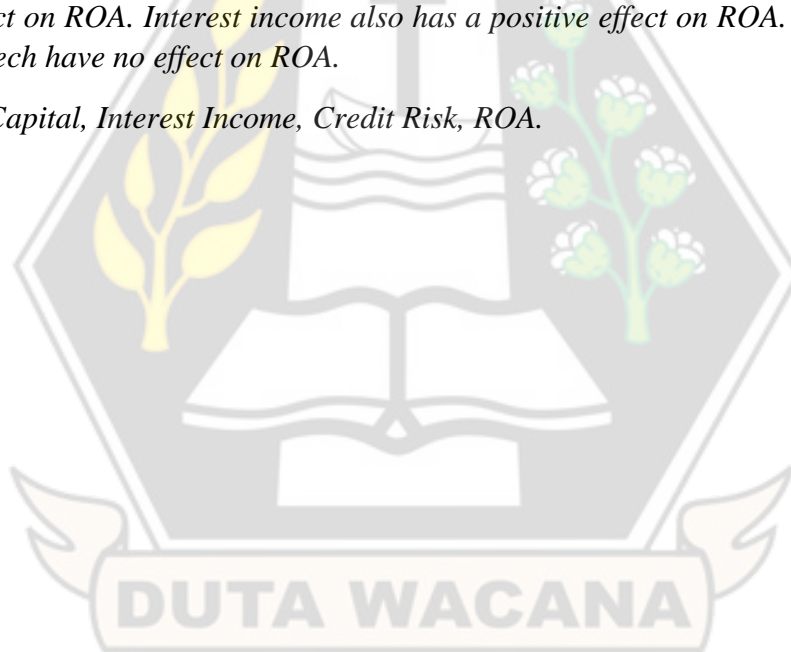 ct on ROA. Interest income also has a positive effect on ROA.
ech have no effect on ROA.
Capital, Interest Income, Credit Risk, ROA.
DUTA WACANA